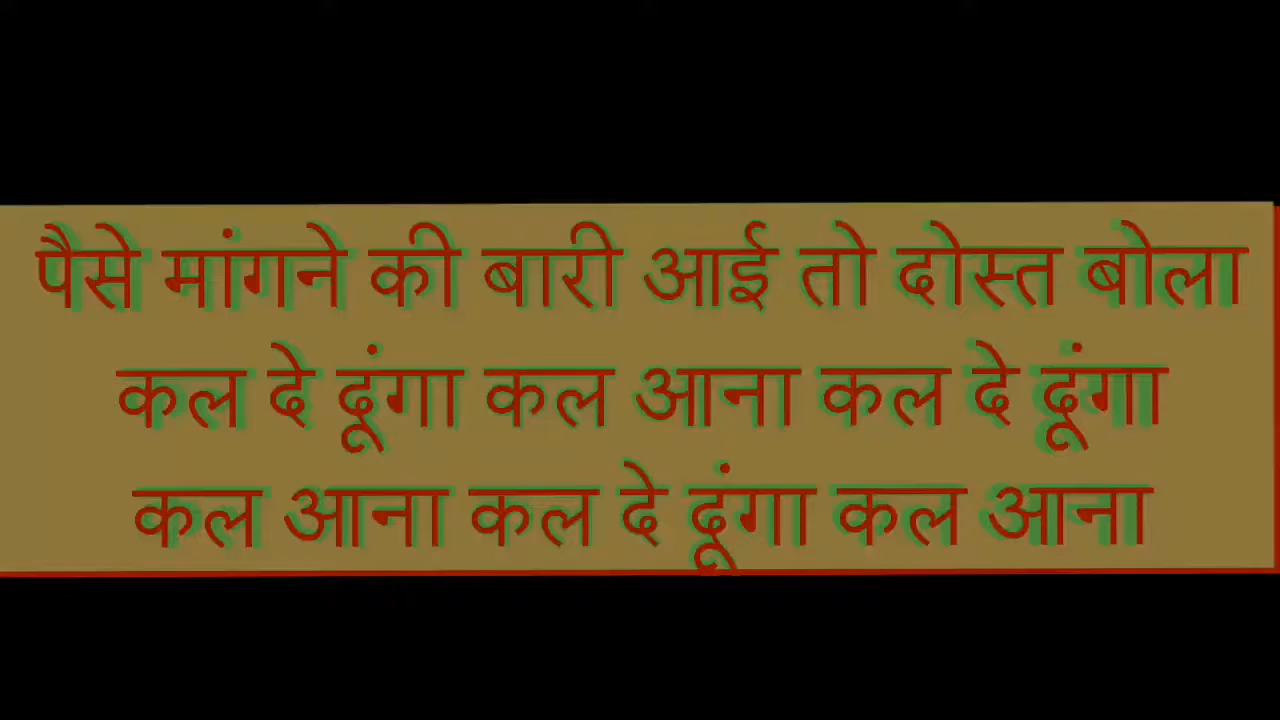 पैसे मांगने की बारी आई तो दोस्त बोला
कल दे दूंगा कल आना कल दे दूंगा
कल आना कल दे दूंगा कल आना